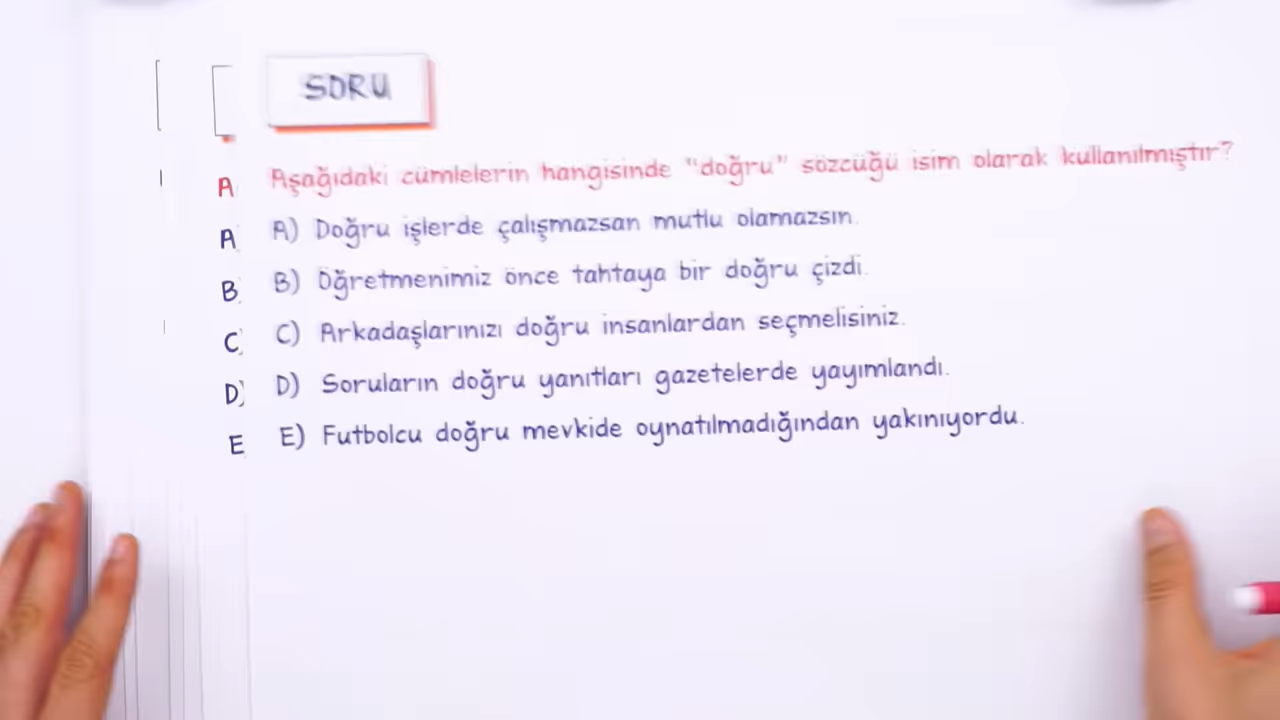 SORU
Aşağıdaki cümlelerin hangisinde "doğru" sözcüğü isim olarak kullanılmıştır?
A) Doğru işlerde çalışmazsan mutlu olamazsın.
B) Öğretmenimiz önce tahtaya bir doğru çizdi.
C) Arkadaşlarınızı doğru insanlardan seçmelisiniz.
D) Soruların doğru yanıtları gazetelerde yayımlandı.
E) Futbolcu doğru mevkide oynatılmadığından yakınıyordu.
A
A
B
C
D)
E